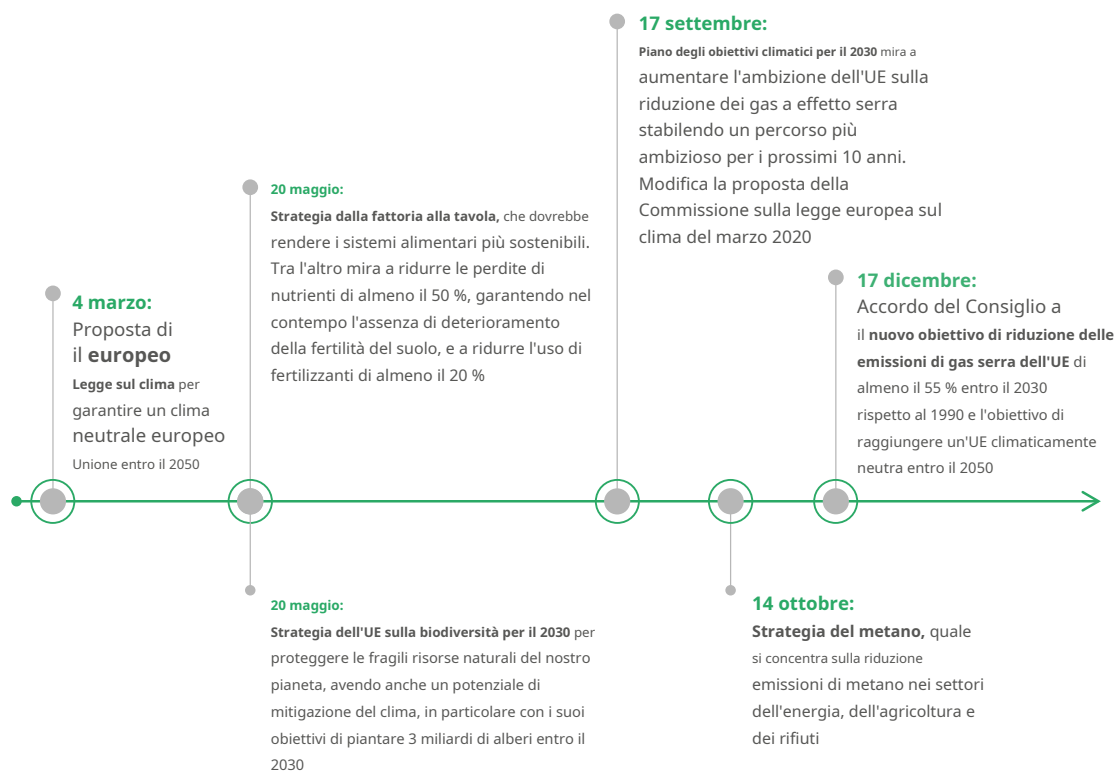 4 marzo:
Proposta di
il europeo
Legge sul clima per
garantire un clima
neutrale europeo
Unione entro il 2050
20 maggio:
Strategia dalla fattoria alla tavola, che dovrebbe
rendere i sistemi alimentari più sostenibili.
Tra l'altro mira a ridurre le perdite di
nutrienti di almeno il 50 %, garantendo nel
contempo l'assenza di deterioramento
della fertilità del suolo, e a ridurre l'uso di
fertilizzanti di almeno il 20 %
20 maggio:
Strategia dell'UE sulla biodiversità per il 2030 per
proteggere le fragili risorse naturali del nostro
pianeta, avendo anche un potenziale di
mitigazione del clima, in particolare con i suoi
obiettivi di piantare 3 miliardi di alberi entro il
2030
17 settembre:
Piano degli obiettivi climatici per il 2030 mira a
aumentare l'ambizione dell'UE sulla
riduzione dei gas a effetto serra
stabilendo un percorso più
ambizioso per i prossimi 10 anni.
Modifica la proposta della
Commissione sulla legge europea sul
clima del marzo 2020
14 ottobre:
Strategia del metano, quale
si concentra sulla riduzione
emissioni di metano nei settori
dell'energia, dell'agricoltura e
dei rifiuti
17 dicembre:
Accordo del Consiglio a
il nuovo obiettivo di riduzione delle
emissioni di gas serra dell'UE di
almeno il 55 % entro il 2030
rispetto al 1990 e l'obiettivo di
raggiungere un'UE climaticamente
neutra entro il 2050